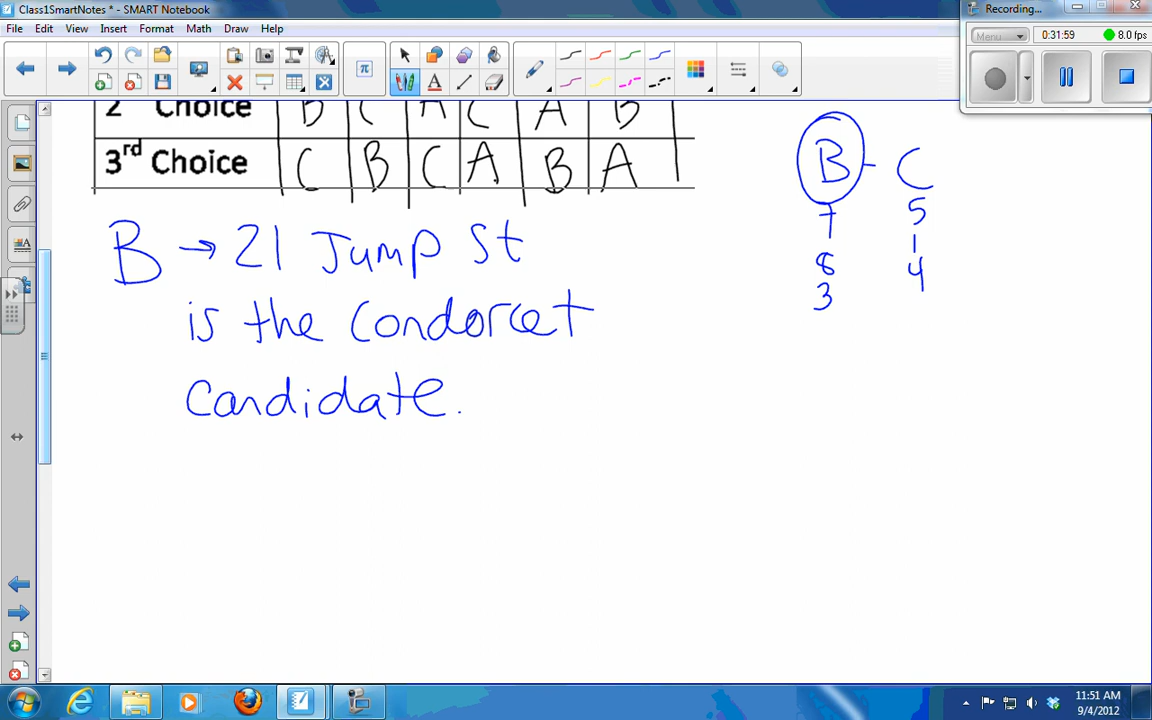 Class1SmartNotes * - SMART Notebook
Recording...
File Edit View Insert Format Math Draw Help
Menu
0:31:59
8.0 fps
π
A
2 Choice B C A C A B
3rd Choice C B C A B A
B - C
7 5
1
8 4
3
B → 21 Jump St
is the condorcet
candidate.
11:51 AM
9/4/2012